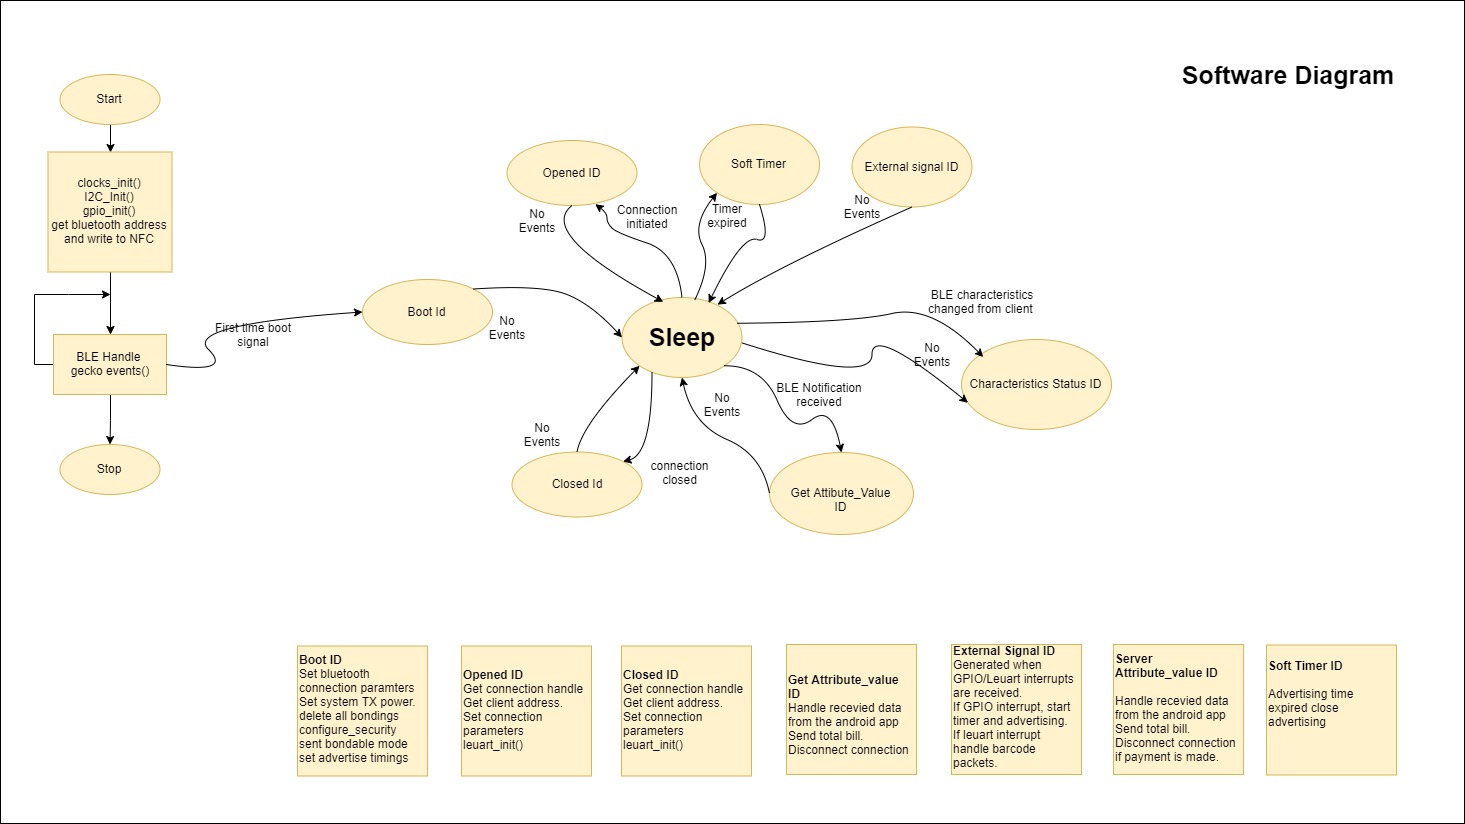 Software Diagram
Start
clocks_init()
I2C_Init()
gpio_init()
get bluetooth address
and write to NFC
BLE Handle
gecko events()
Stop
First time boot
signal
Boot Id
No
Events
Opened ID
No
Events
Connection
initiated
Soft Timer
Timer
expired
External signal ID
No
Events
Sleep
BLE characteristics
changed from client
No
Events
Characteristics Status ID
BLE Notification
received
No
Events
Get Attibute_Value
ID
No
Events
Closed Id
connection
closed
Boot ID
Set bluetooth
connection paramters
Set system TX power.
delete all bondings
configure_security
sent bondable mode
set advertise timings
Opened ID
Get connection handle
Get client address.
Set connection
parameters
leuart_init()
Closed ID
Get connection handle
Get client address.
Set connection
parameters
leuart_init()
Get Attribute_value
ID
Handle recevied data
from the android app
Send total bill.
Disconnect connection
External Signal ID
Generated when
GPIO/Leuart interrupts
are received.
If GPIO interrupt, start
timer and advertising.
If leuart interrupt
handle barcode
packets.
Server
Attribute_value ID
Handle recevied data
from the android app
Send total bill.
Disconnect connection
if payment is made.
Soft Timer ID
Advertising time
expired close
advertising